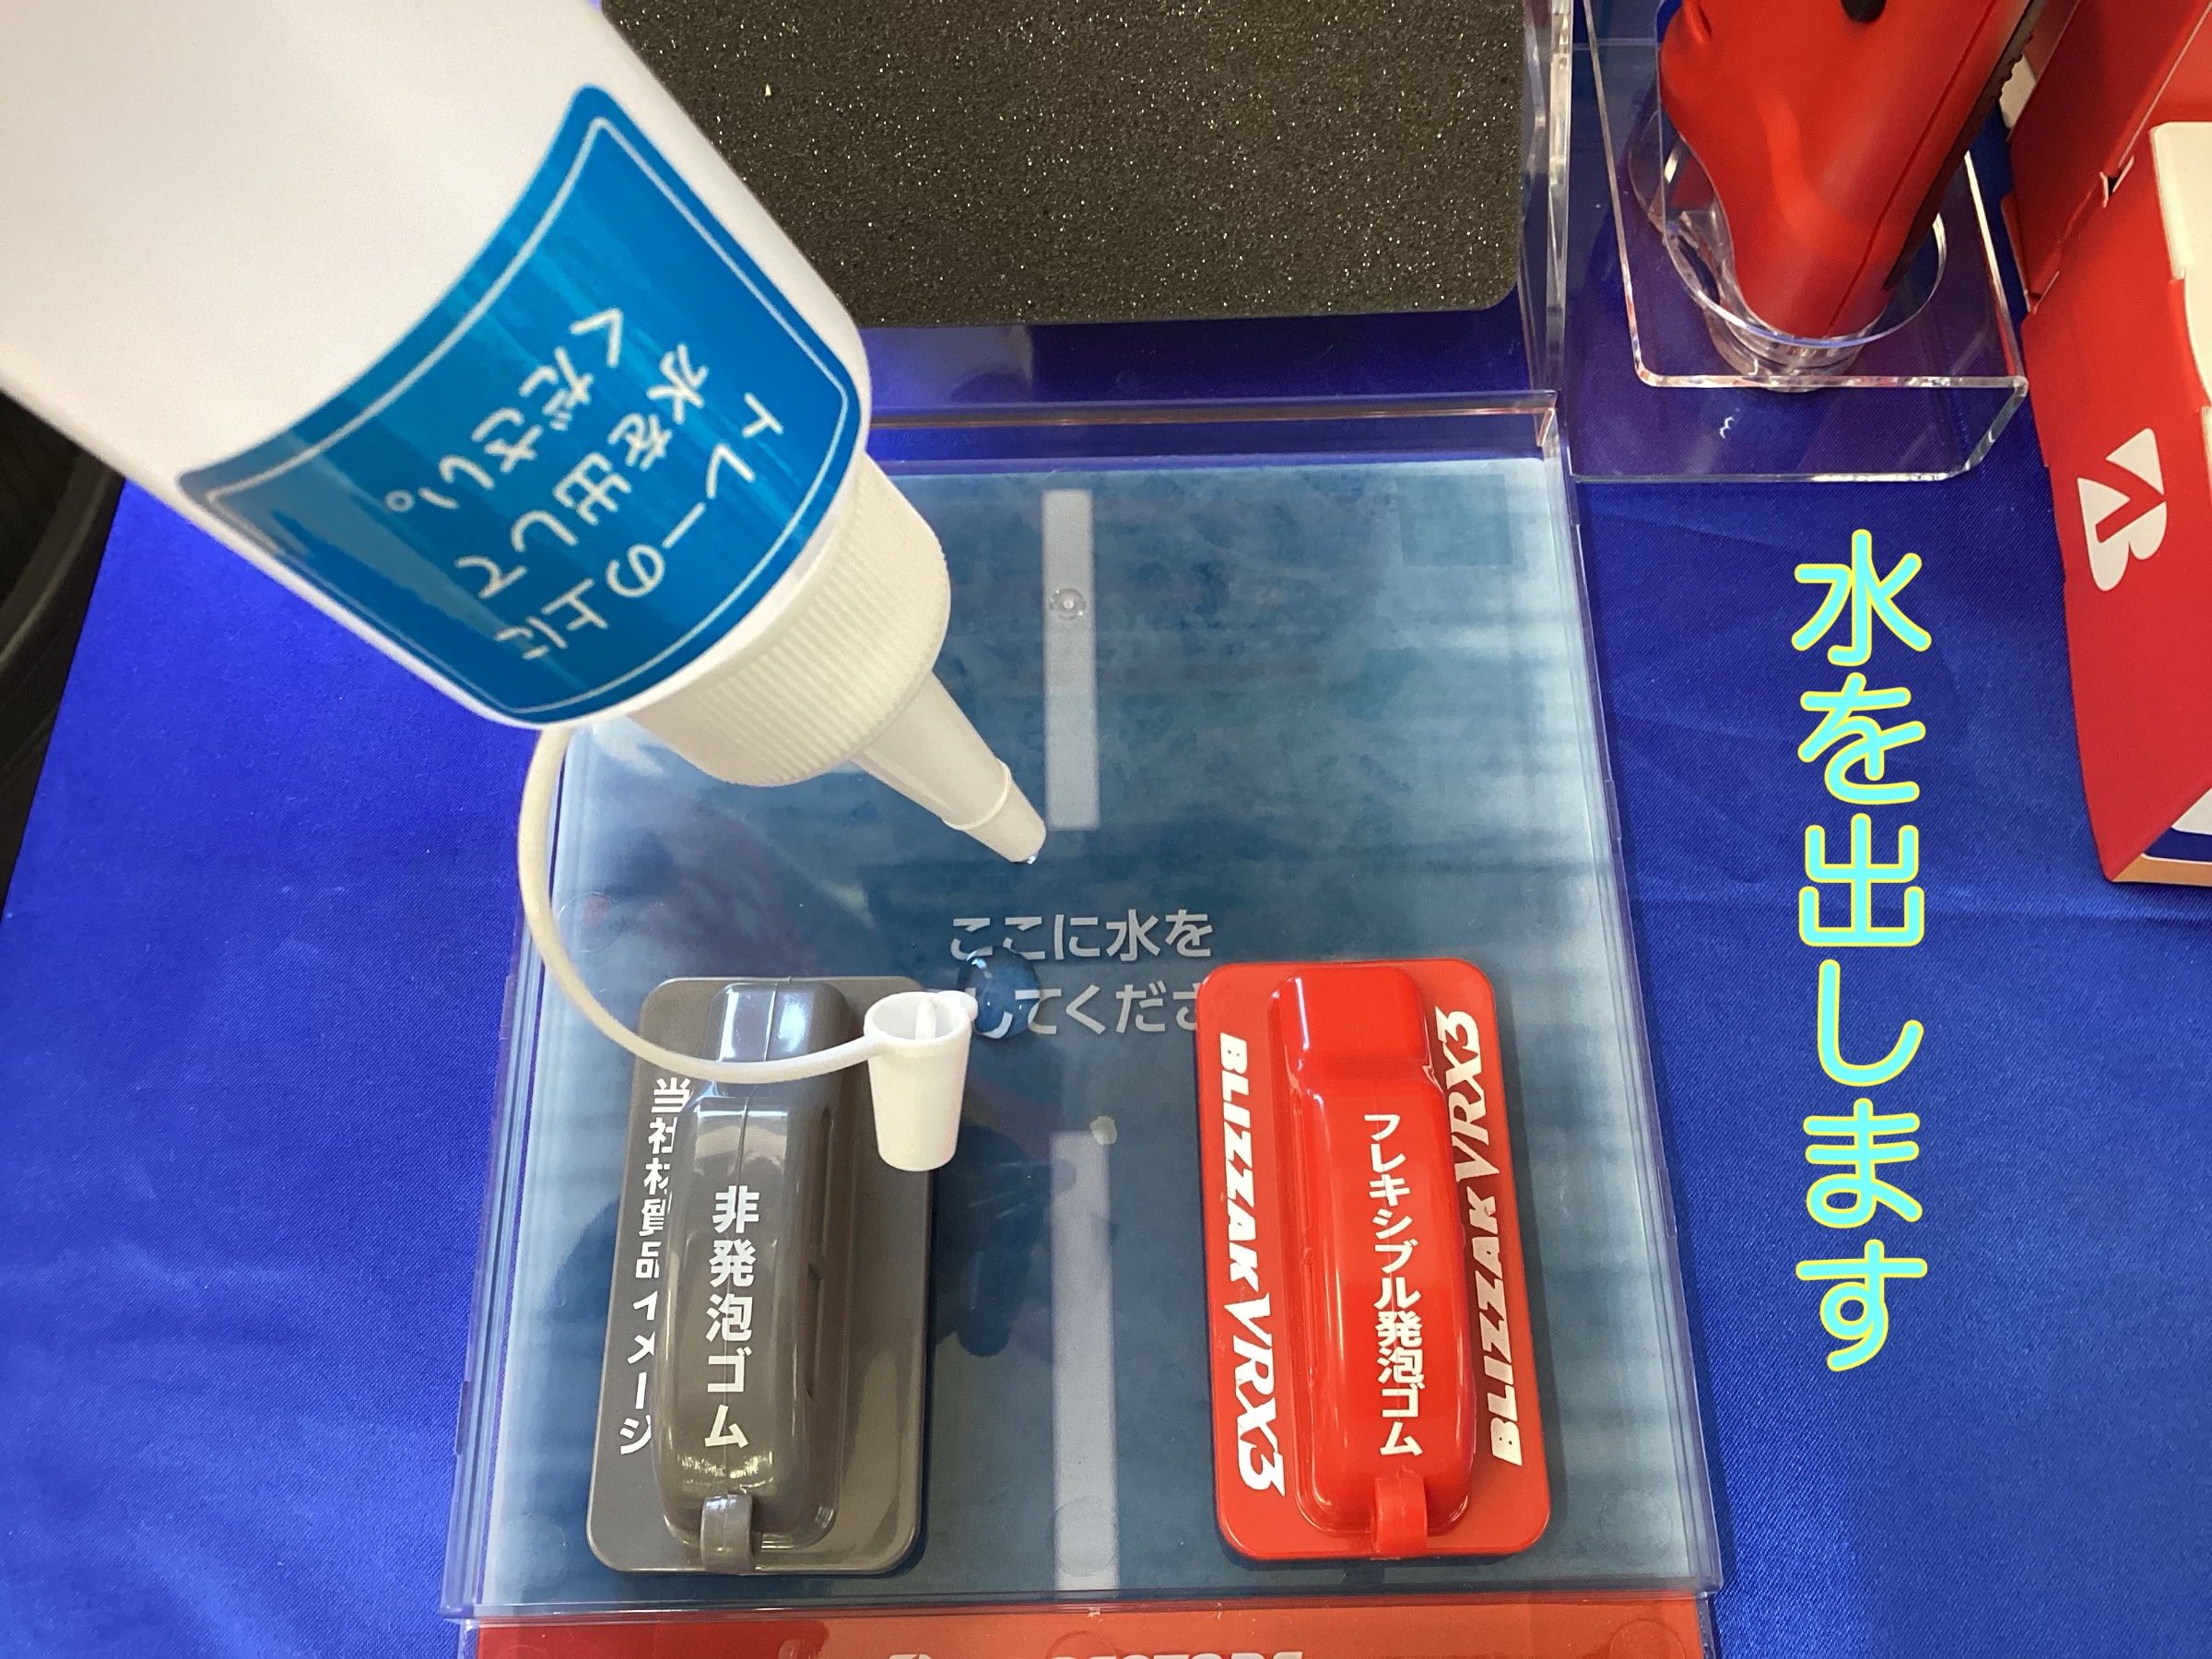 トレーの上に
水を出して
ください。
水を出します
ここに水を
してくださ
当社材質品イメージ
非発泡ゴム
BLIZZAK VRX3
フレキシブル発泡ゴム
BLIZZAK VRX3